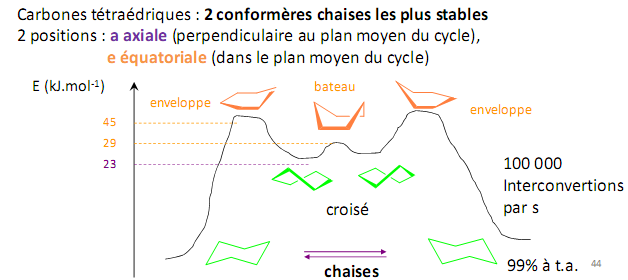 Carbones tétraédriques : 2 conformères chaises les plus stables
2 positions : a axiale (perpendiculaire au plan moyen du cycle),
e équatoriale (dans le plan moyen du cycle)
E (kJ.mol-1)
bateau
enveloppe
enveloppe
45
29
23
100 000
Interconvertions
par s
croisé
chaises
99% à t.a.
44